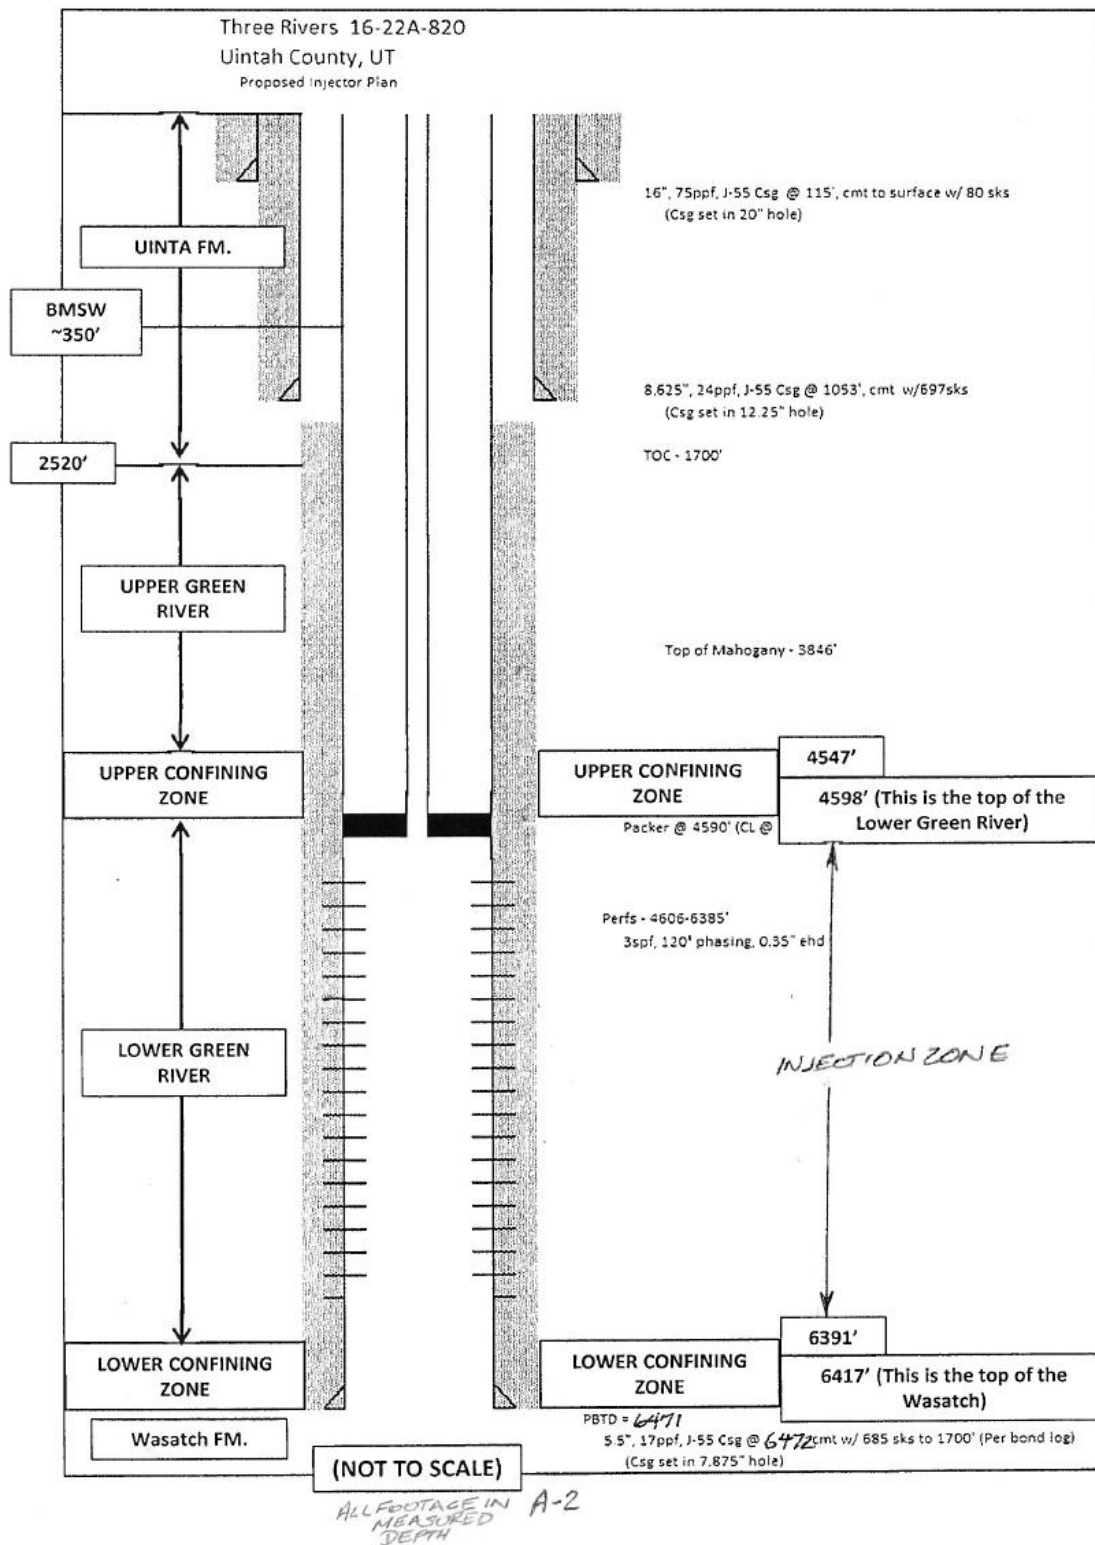 Three Rivers 16-22A-820
Uintah County, UT
Proposed Injector Plan
16", 75ppf, J-55 Csg @ 115', cmt to surface w/ 80 sks
(Csg set in 20" hole)
UINTA FM.
BMSW
~350'
8.625", 24ppf, J-55 Csg @ 1053', cmt w/697sks
(Csg set in 12.25" hole)
TOC - 1700'
2520'
UPPER GREEN
RIVER
Top of Mahogany - 3846'
UPPER CONFINING
ZONE
UPPER CONFINING
ZONE
4547'
4598' (This is the top of the
Lower Green River)
Packer @ 4590' (CL @
Perfs - 4606-6385'
3spf, 120° phasing, 0.35" ehd
LOWER GREEN
RIVER
INJECTION ZONE
LOWER CONFINING
ZONE
LOWER CONFINING
ZONE
6391'
6417' (This is the top of the
Wasatch)
Wasatch FM.
PBTD = 6471
5.5", 17ppf, J-55 Csg @ 6472 cmt w/ 685 sks to 1700' (Per bond log)
(Csg set in 7.875" hole)
(NOT TO SCALE)
ALL FOOTAGE IN
MEASURED
DEPTH
A-2